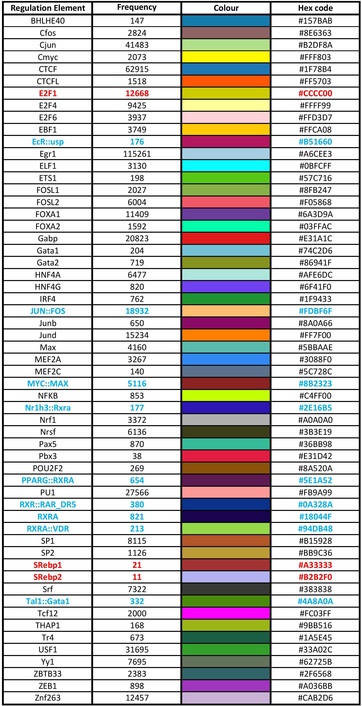 Regulation Element Frequency Colour Hex code
BHLHE40 147 #157BAB
Cfos 2824 #8E6363
Cjun 41483 #B2DF8A
Cmyc 2073 #FFF803
CTCF 62915 #1F78B4
CTCFL 1518 #FF5703
E2F1 12668 #CCCC00
E2F4 9425 #FFFF99
E2F6 3937 #FFD3D7
EBF1 3749 #FFCA08
EcR::usp 176 #B51660
Egr1 115261 #A6CEE3
ELF1 3130 #0BFCFF
ETS1 198 #57C716
FOSL1 2027 #8FB247
FOSL2 6004 #F05868
FOXA1 11409 #6A3D9A
FOXA2 1592 #03FFAC
Gabp 20823 #E31A1C
Gata1 204 #74C2D6
Gata2 719 #86941F
HNF4A 6477 #AFE6DC
HNF4G 820 #6F41F0
IRF4 762 #1F9433
JUN::FOS 18932 #FDBF6F
Junb 650 #8A0A66
Jund 15234 #FF7F00
Max 4160 #5BBAAE
MEF2A 3267 #3088F0
MEF2C 140 #5C728C
MYC::MAX 5116 #8B2323
NFKB 853 #C4FF00
Nr1h3::Rxra 177 #2E16B5
Nrf1 3372 #A0A0A0
Nrsf 6136 #3B3E19
Pax5 870 #36BB98
Pbx3 38 #E31D42
POU2F2 269 #8A520A
PPARG::RXRA 654 #5E1A52
PU1 27566 #FB9A99
RXR::RAR_DR5 380 #0A328A
RXRA 821 #18044F
RXRA::VDR 213 #94DB48
SP1 8115 #B15928
SP2 1126 #BB9C36
SRebp1 21 #A33333
SRebp2 11 #B2B2F0
Srf 7322 #383838
Tal1::Gata1 332 #4A8A0A
Tcf12 2000 #FC03FF
THAP1 168 #9BB516
Tr4 673 #1A5E45
USF1 31695 #33A02C
Yy1 7695 #62725B
ZBTB33 2383 #2F6568
ZEB1 898 #A036BB
Znf263 12457 #CAB2D6